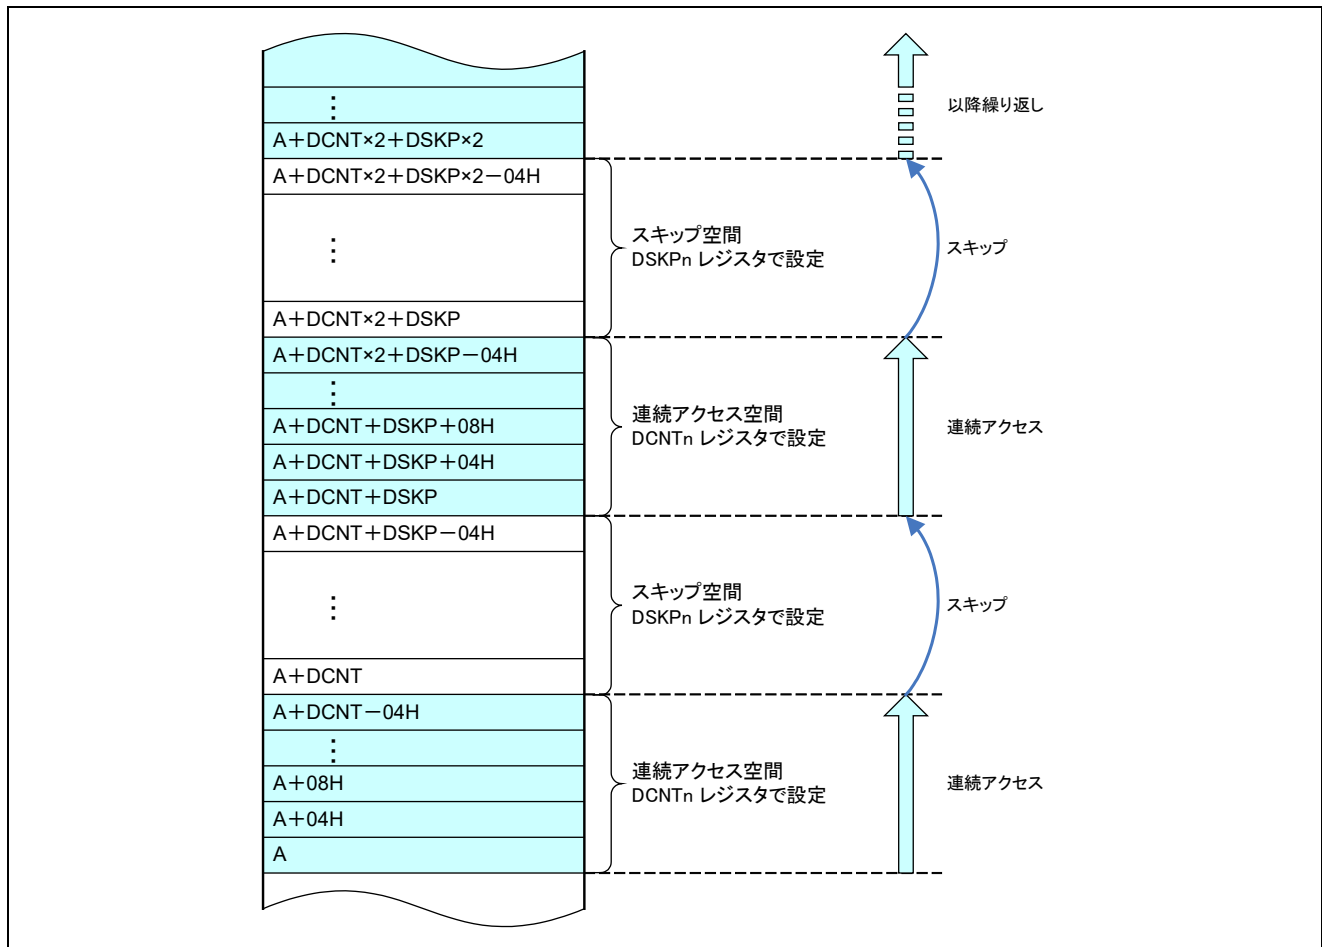 ⋮
A+DCNT×2+DSKP×2
A+DCNT×2+DSKP×2-04H
⋮
A+DCNT×2+DSKP
A+DCNT×2+DSKP-04H
⋮
A+DCNT+DSKP+08H
A+DCNT+DSKP+04H
A+DCNT+DSKP
A+DCNT+DSKP-04H
⋮
A+DCNT
A+DCNT-04H
⋮
A+08H
A+04H
A
スキップ空間
DSKPn レジスタで設定
連続アクセス空間
DCNTn レジスタで設定
スキップ空間
DSKPn レジスタで設定
連続アクセス空間
DCNTn レジスタで設定
以降繰り返し
スキップ
連続アクセス
スキップ
連続アクセス